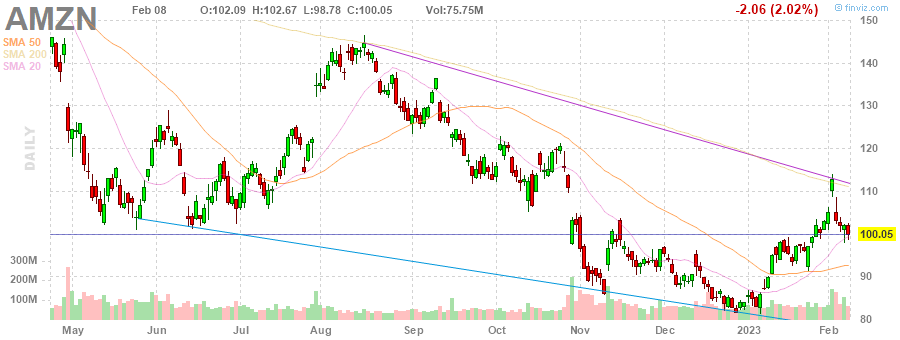 AMZN
Feb 08 O:102.09 H:102.67 L:98.78 C:100.05 Vol:75.75M -2.06 (2.02%)
finviz.com
SMA 50
SMA 200
SMA 20
DAILY
150
140
130
120
110
100.05
90
80
300M
200M
100M
May Jun Jul Aug Sep Oct Nov Dec 2023 Feb